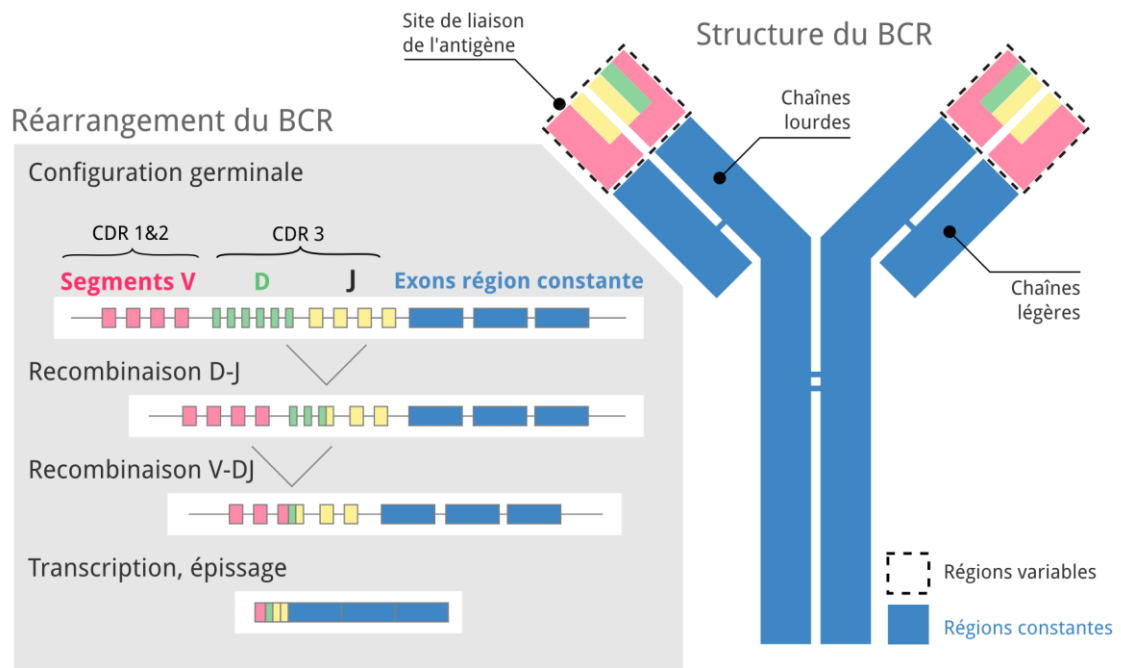 Site de liaison
de l'antigène
Structure du BCR
Chaînes
lourdes
Réarrangement du BCR
Configuration germinale
CDR 1&2
CDR 3
Segments V
D
J
Exons région constante
Chaînes
légères
Recombinaison D-J
Recombinaison V-DJ
Transcription, épissage
Régions variables
Régions constantes